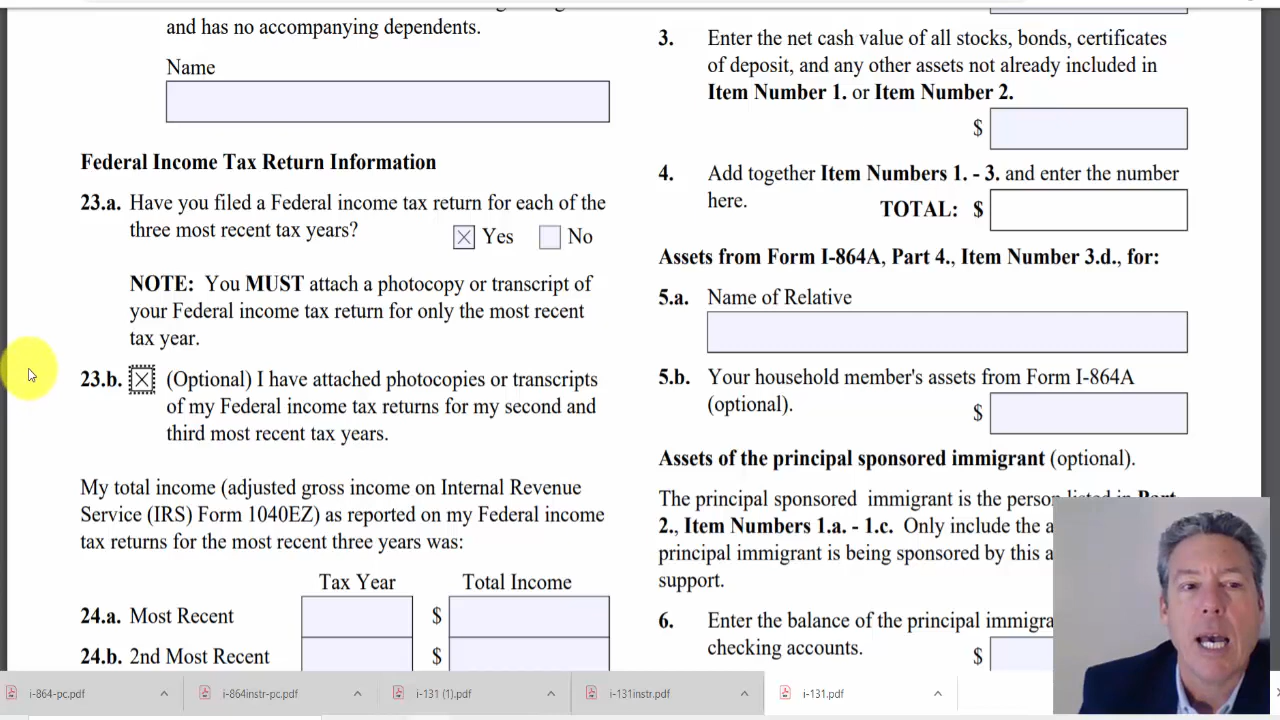 and has no accompanying dependents.
Name
Federal Income Tax Return Information
23.a. Have you filed a Federal income tax return for each of the
three most recent tax years?
Yes
No
NOTE: You MUST attach a photocopy or transcript of
your Federal income tax return for only the most recent
tax year.
23.b. (Optional) I have attached photocopies or transcripts
of my Federal income tax returns for my second and
third most recent tax years.
My total income (adjusted gross income on Internal Revenue
Service (IRS) Form 1040EZ) as reported on my Federal income
tax returns for the most recent three years was:
Tax Year Total Income
24.a. Most Recent $
24.b. 2nd Most Recent $
3. Enter the net cash value of all stocks, bonds, certificates
of deposit, and any other assets not already included in
Item Number 1. or Item Number 2.
$
4. Add together Item Numbers 1. - 3. and enter the number
here. TOTAL: $
Assets from Form I-864A, Part 4., Item Number 3.d., for:
5.a. Name of Relative
5.b. Your household member's assets from Form I-864A
(optional). $
Assets of the principal sponsored immigrant (optional).
The principal sponsored immigrant is the person listed in Part
2., Item Numbers 1.a. - 1.c. Only include the a
principal immigrant is being sponsored by this a
support.
6. Enter the balance of the principal immigra
checking accounts. $
i-864-pc.pdf
i-864instr-pc.pdf
i-131 (1).pdf
i-131instr.pdf
i-131.pdf